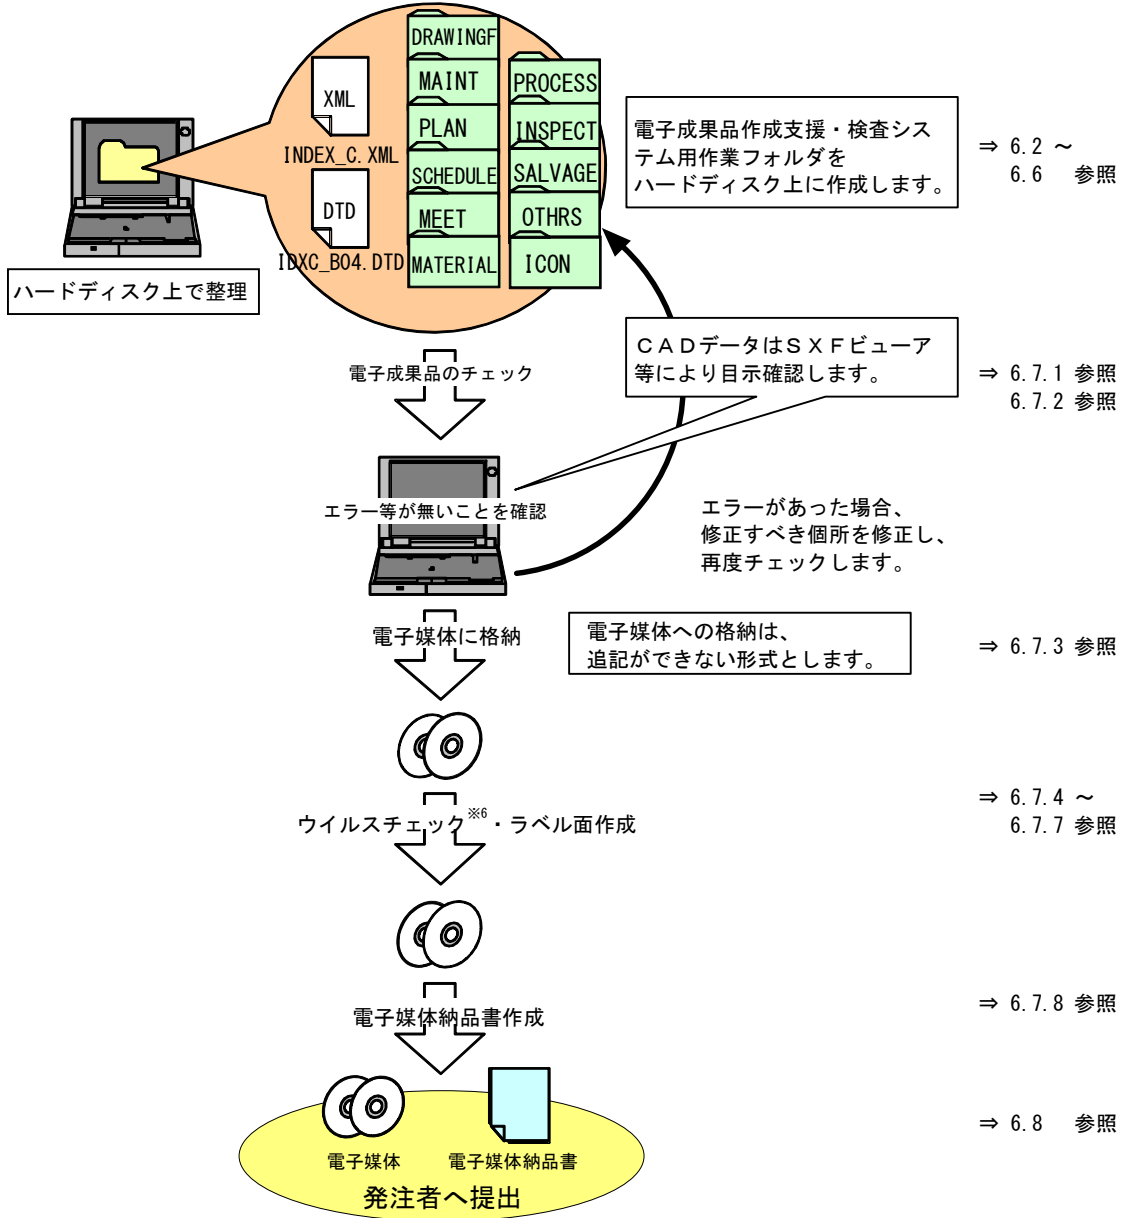 DRAWINGF
MAINT
PLAN
SCHEDULE
MEET
MATERIAL
PROCESS
INSPECT
SALVAGE
OTHRS
ICON
XML
INDEX_C.XML
DTD
IDXC_B04.DTD
ハードディスク上で整理
電子成果品作成支援・検査シス
テム用作業フォルダを
ハードディスク上に作成します。
⇒ 6.2 ~
6.6 参照
電子成果品のチェック
CADデータはSXFビューア
等により目示確認します。
⇒ 6.7.1 参照
6.7.2 参照
エラー等が無いことを確認
エラーがあった場合、
修正すべき個所を修正し、
再度チェックします。
電子媒体に格納
電子媒体への格納は、
追記ができない形式とします。
⇒ 6.7.3 参照
ウイルスチェック※6・ラベル面作成
⇒ 6.7.4 ~
6.7.7 参照
電子媒体納品書作成
⇒ 6.7.8 参照
電子媒体
電子媒体納品書
発注者へ提出
⇒ 6.8 参照